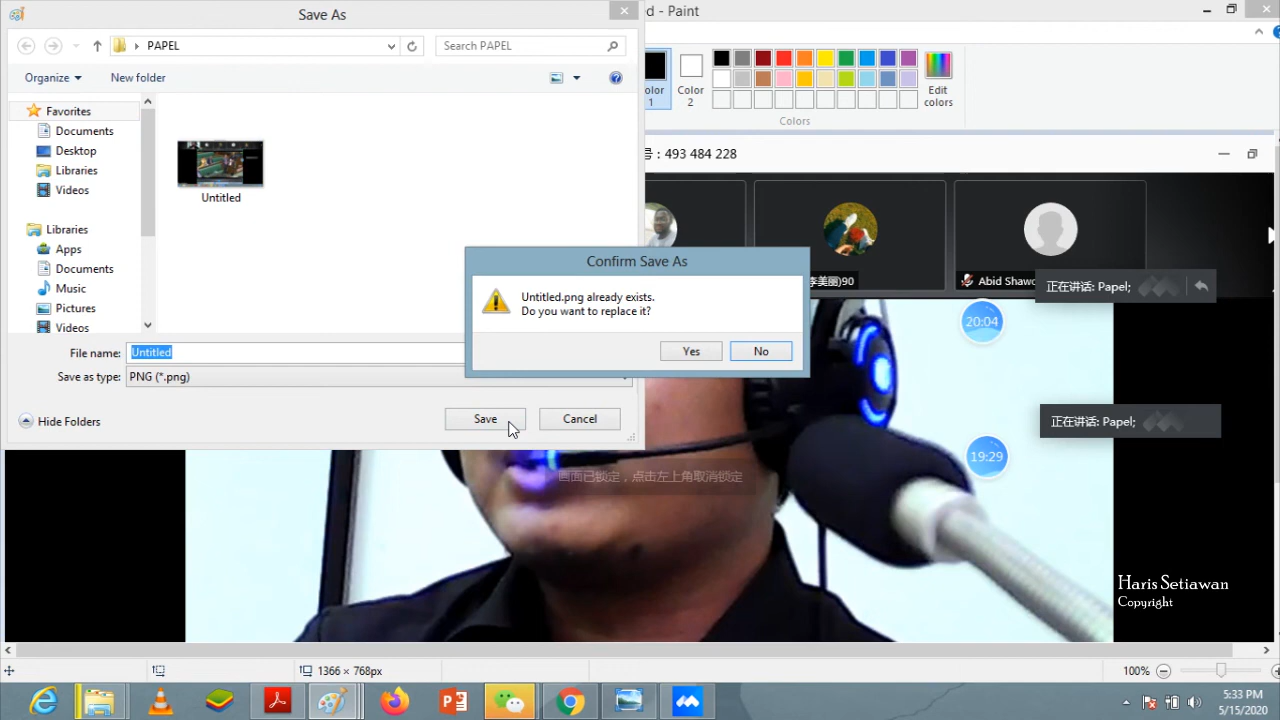 Save As
d - Paint
PAPEL
Search PAPEL
Organize
New folder
Favorites
Documents
Desktop
Libraries
Videos
Libraries
Apps
Documents
Music
Pictures
Videos
Untitled
File name:
Untitled
Save as type:
PNG (*.png)
Hide Folders
Save
Cancel
Confirm Save As
Untitled.png already exists.
Do you want to replace it?
Yes
No
olor
1
Color
2
Edit
colors
Colors
号：493 484 228
李美丽)90
Abid Shawo
正在讲话: Papel;
20:04
正在讲话: Papel;
19:29
画面已锁定，点击左上角取消锁定
Haris Setiawan
Copyright
1366 × 768px
100%
5:33 PM
5/15/2020